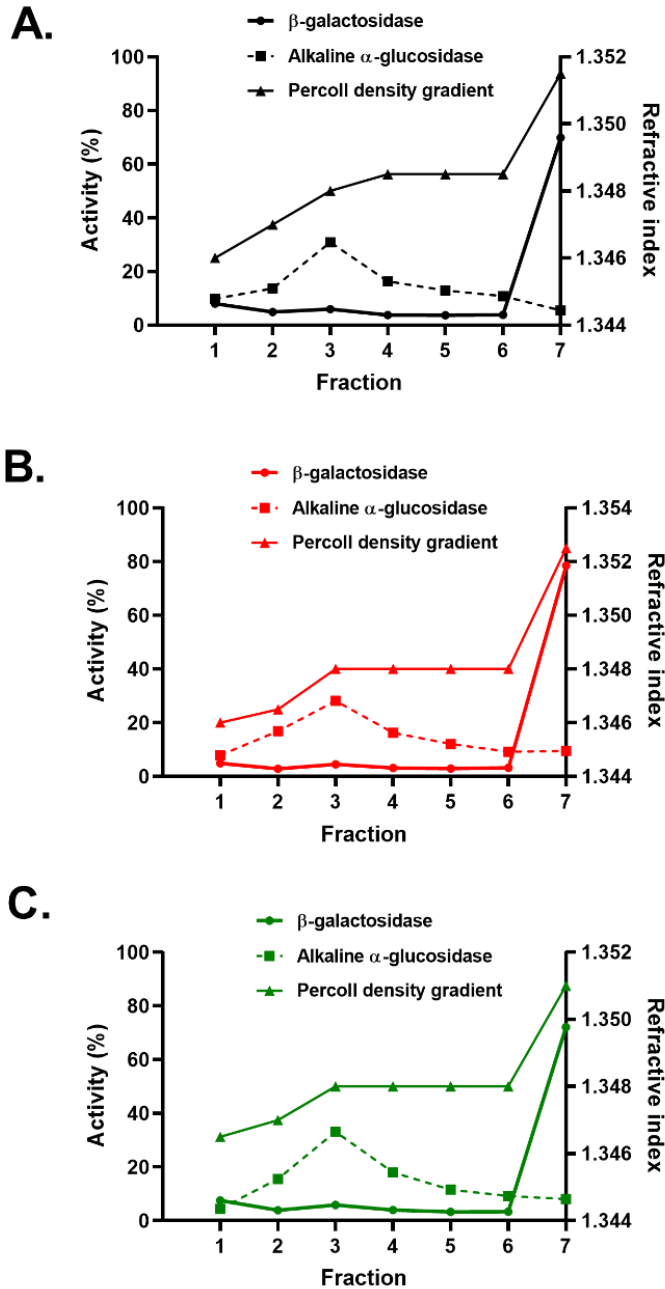 A.
β-galactosidase
Alkaline α-glucosidase
Percoll density gradient
100
80
60
40
20
0
Activity (%)
1.352
1.350
1.348
1.346
1.344
Refractive index
1 2 3 4 5 6 7
Fraction
B.
β-galactosidase
Alkaline α-glucosidase
Percoll density gradient
100
80
60
40
20
0
Activity (%)
1.354
1.352
1.350
1.348
1.346
1.344
Refractive index
1 2 3 4 5 6 7
Fraction
C.
β-galactosidase
Alkaline α-glucosidase
Percoll density gradient
100
80
60
40
20
0
Activity (%)
1.352
1.350
1.348
1.346
1.344
Refractive index
1 2 3 4 5 6 7
Fraction